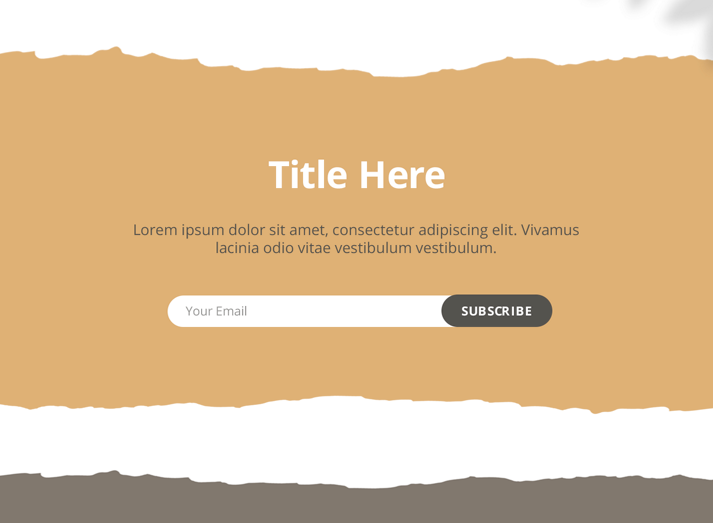 Title Here
Lorem ipsum dolor sit amet, consectetur adipiscing elit. Vivamus
lacinia odio vitae vestibulum vestibulum.
Your Email
SUBSCRIBE